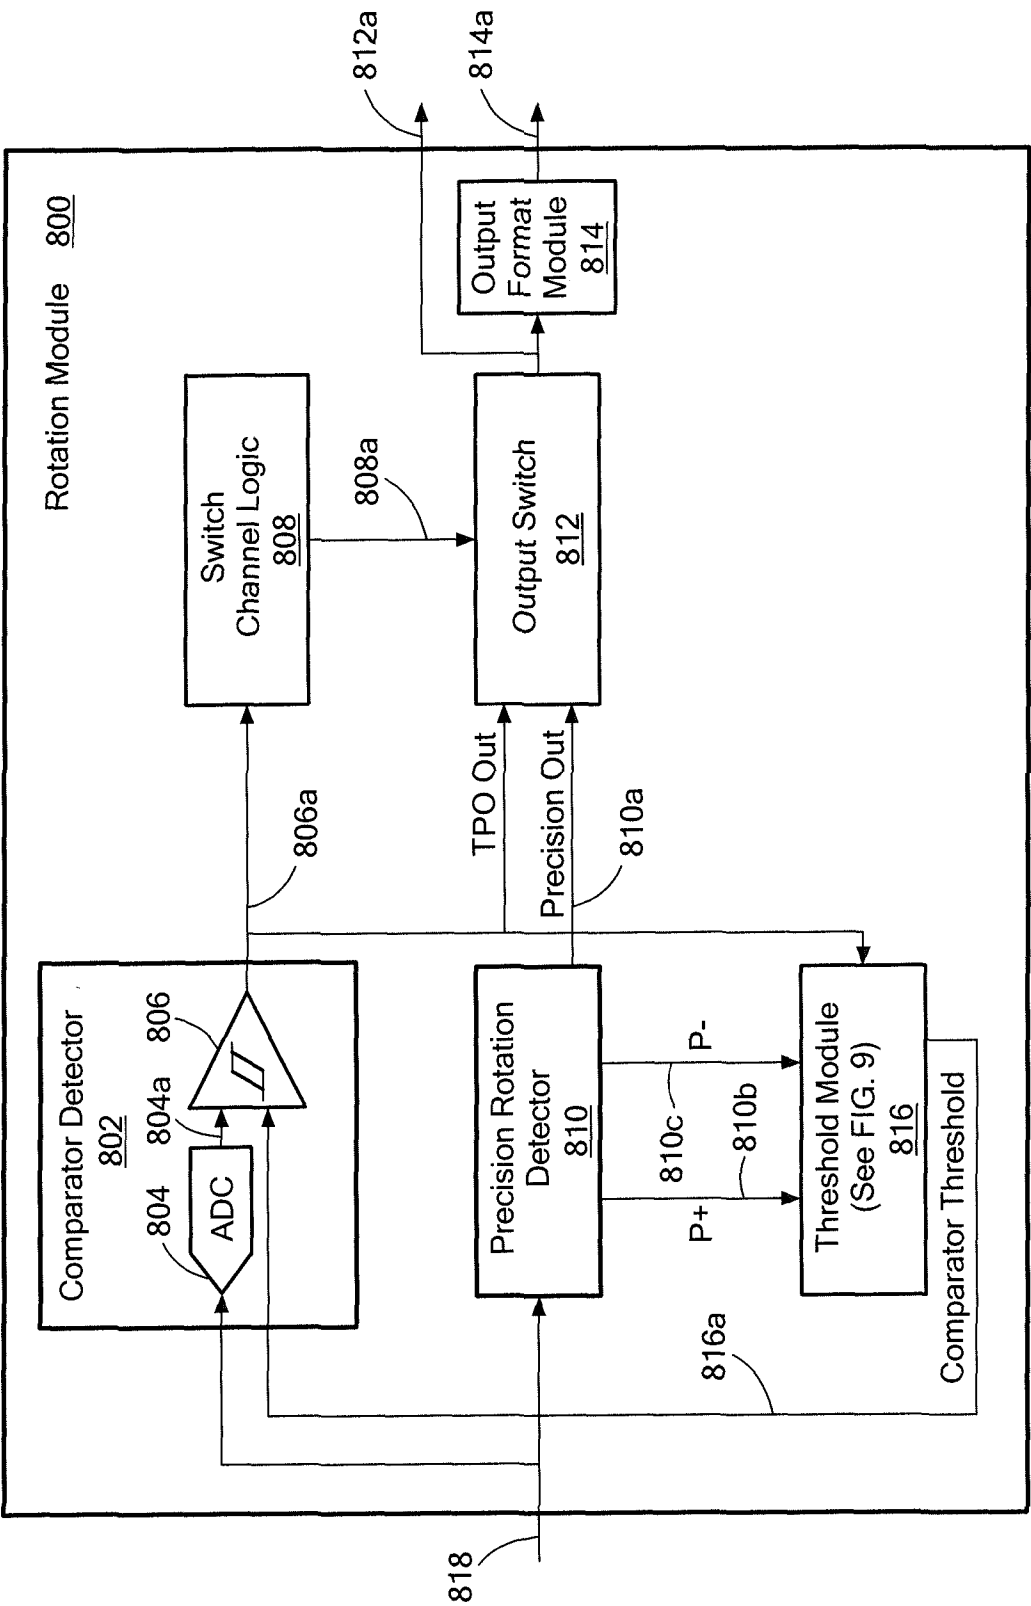 Rotation Module 800
Comparator Detector
802
804
ADC
804a
806
806a
Switch
Channel Logic
808
808a
812a
814a
Output
Format
Module
814
Output Switch
812
TPO Out
Precision Out
810a
Precision Rotation
Detector
810
P+
810b
P-
810c
Threshold Module
(See FIG. 9)
816
Comparator Threshold
816a
818